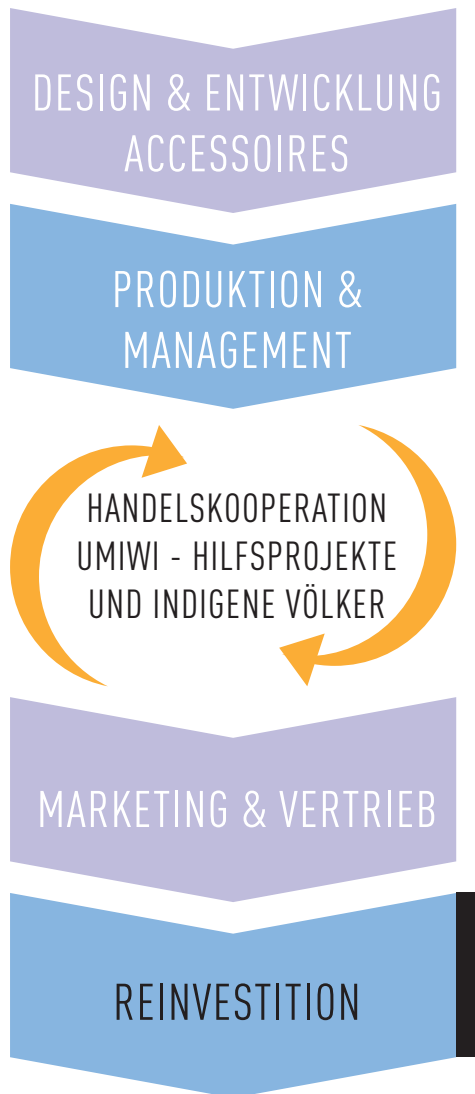 DESIGN & ENTWICKLUNG
ACCESSOIRES
PRODUKTION &
MANAGEMENT
HANDELSKOOPERATION
UMIWI - HILFSPROJEKTE
UND INDIGENE VÖLKER
MARKETING & VERTRIEB
REINVESTITION